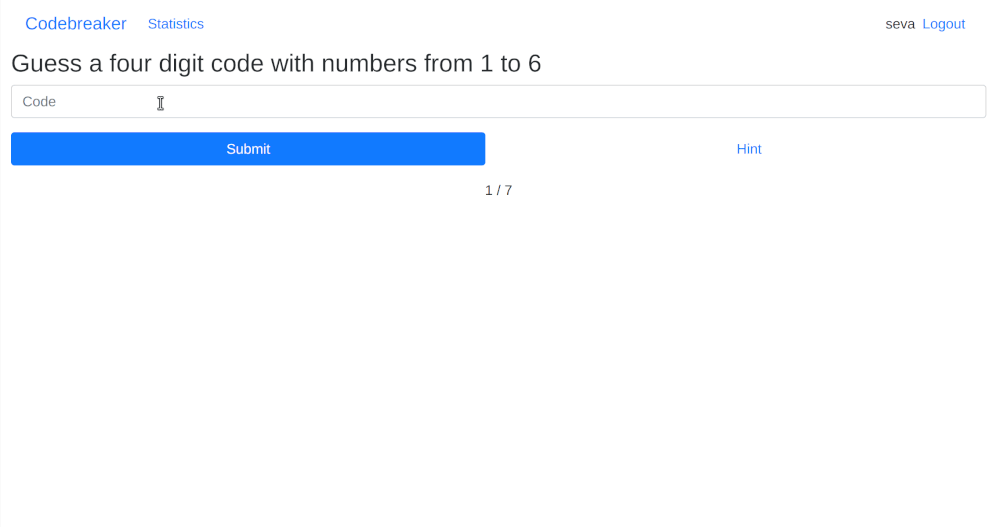 Codebreaker Statistics seva Logout
Guess a four digit code with numbers from 1 to 6
Code
Submit Hint
1 / 7